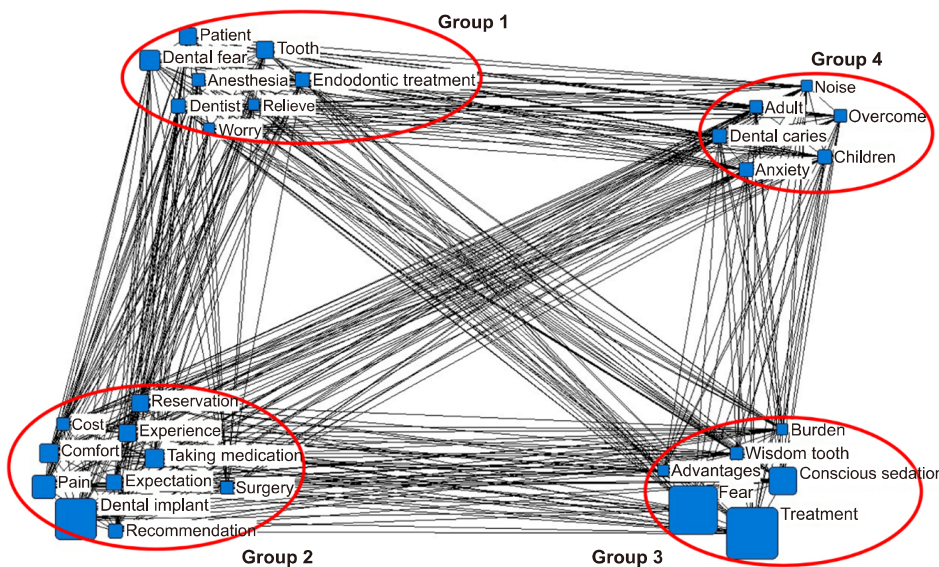 Group 1
Patient
Tooth
Dental fear
Anesthesia
Endodontic treatment
Dentist
Relieve
Worry
Group 4
Noise
Adult
Overcome
Dental caries
Children
Anxiety
Reservation
Cost
Experience
Comfort
Taking medication
Pain
Expectation
Surgery
Dental implant
Recommendation
Group 2
Burden
Wisdom tooth
Advantages
Conscious sedation
Fear
Treatment
Group 3